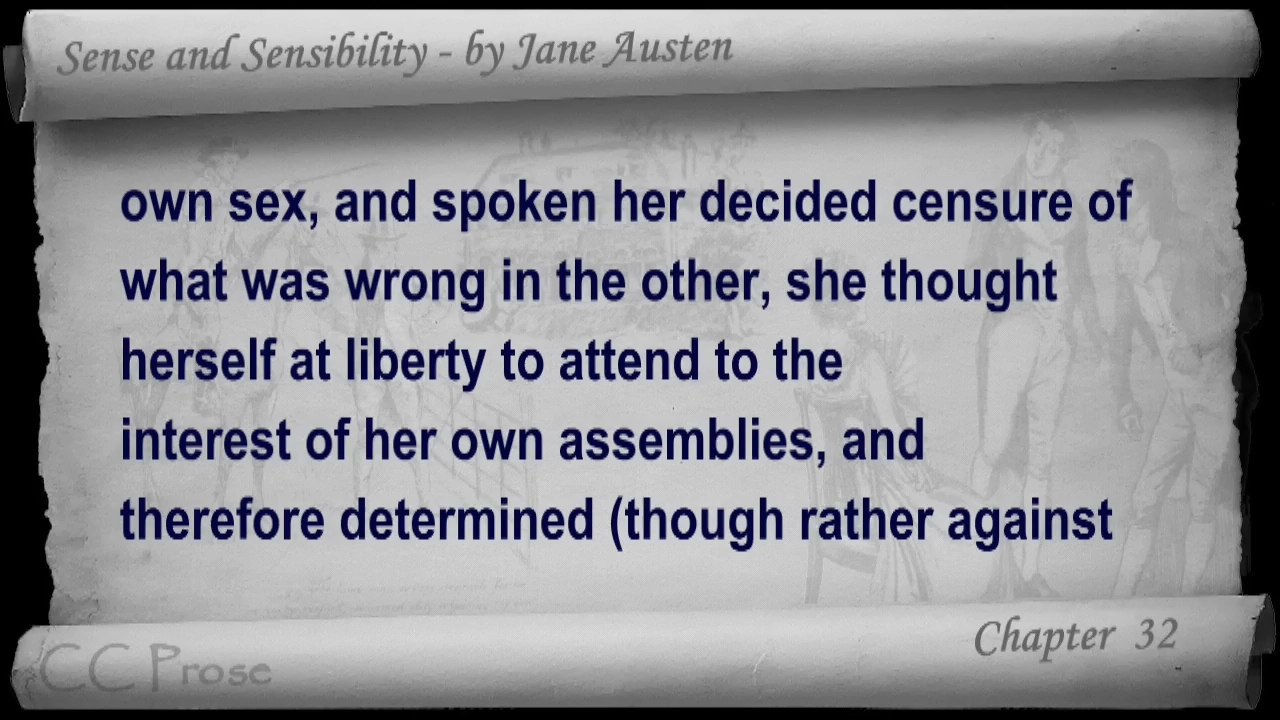 Sense and Sensibility - by Jane Austen
own sex, and spoken her decided censure of
what was wrong in the other, she thought
herself at liberty to attend to the
interest of her own assemblies, and
therefore determined (though rather against
Chapter 32
CC Prose